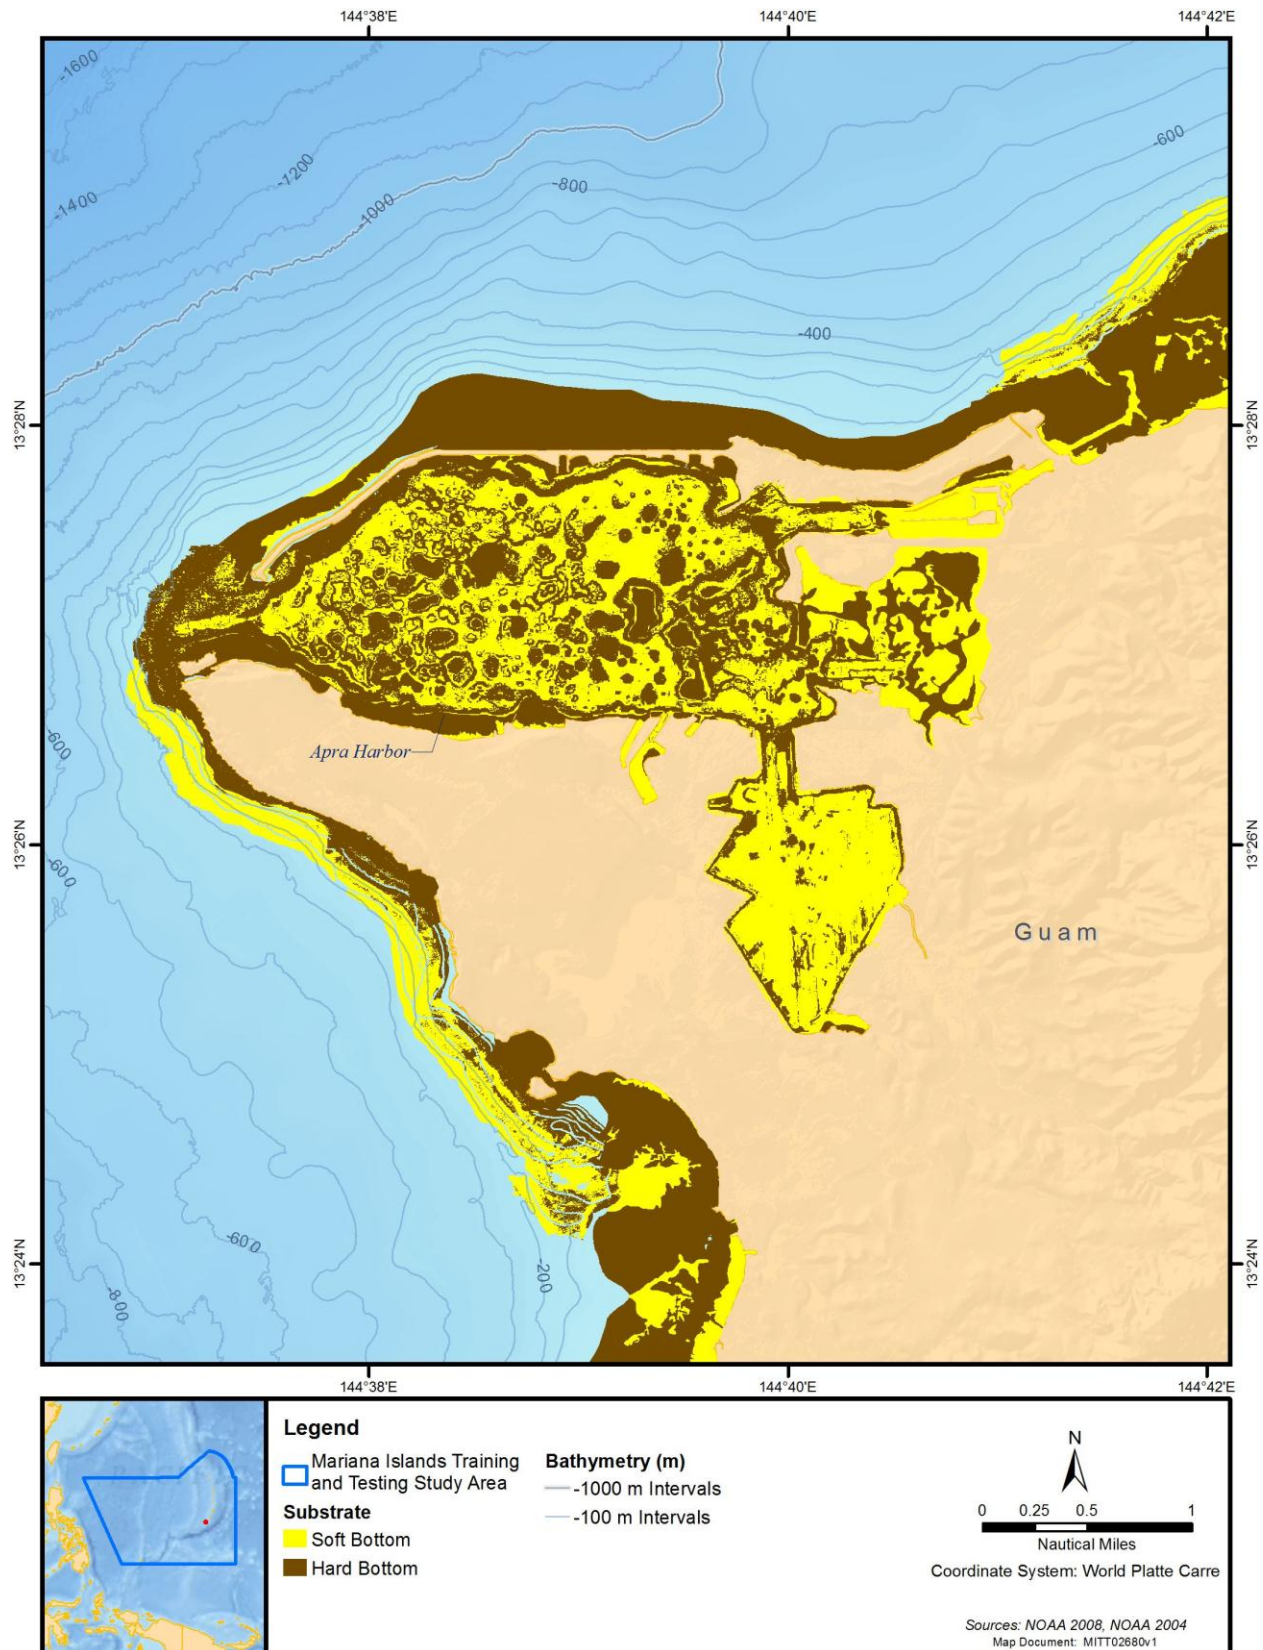 144°38'E
144°40'E
144°42'E
-1600
-600
-1200
-800
-1400
-1000
-400
13°28'N
13°28'N
-600
Apra Harbor
13°26'N
13°26'N
-600
Guam
-600
13°24'N
13°24'N
-200
-800
144°38'E
144°40'E
144°42'E
Legend
Mariana Islands Training
and Testing Study Area
Substrate
Soft Bottom
Hard Bottom
Bathymetry (m)
-1000 m Intervals
-100 m Intervals
N
0 0.25 0.5 1
Nautical Miles
Coordinate System: World Platte Carre
Sources: NOAA 2008, NOAA 2004
Map Document: MITT02680v1